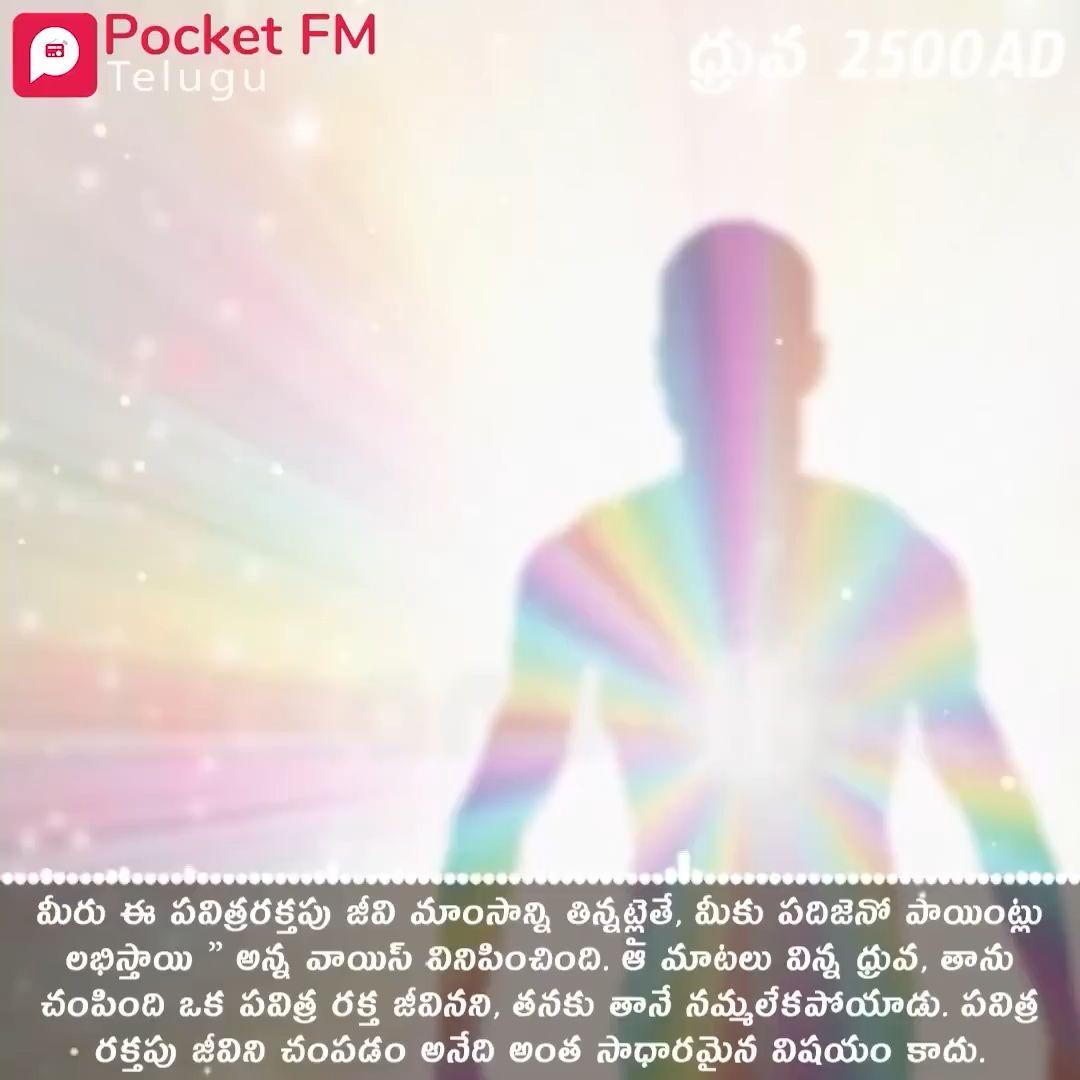 Pocket FM
Telugu
ధ్రువ 2500AD
మీరు ఈ పవిత్రరక్తపు జీవి మాంసాన్ని తిన్నట్లైతే, మీకు పదిజెనో పాయింట్లు
లభిస్తాయి ” అన్న వాయిస్ వినిపించింది. ఆ మాటలు విన్న ధ్రువ, తాను
చంపింది ఒక పవిత్ర రక్త జీవినని, తనకు తానే నమ్మలేకపోయాడు. పవిత్ర
రక్తపు జీవిని చంపడం అనేది అంత సాధారమైన విషయం కాదు.